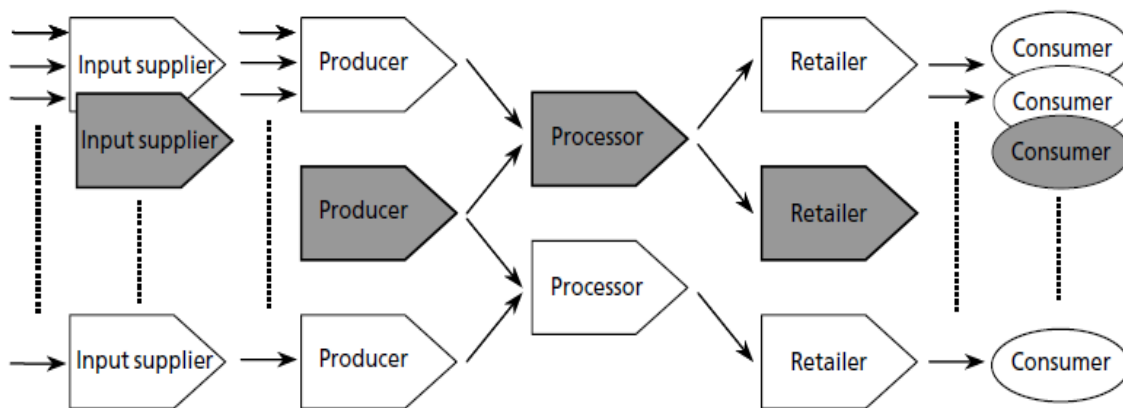 Input supplier
Producer
Retailer
Consumer
Consumer
Input supplier
Processor
Consumer
Producer
Retailer
Processor
Input supplier
Producer
Retailer
Consumer